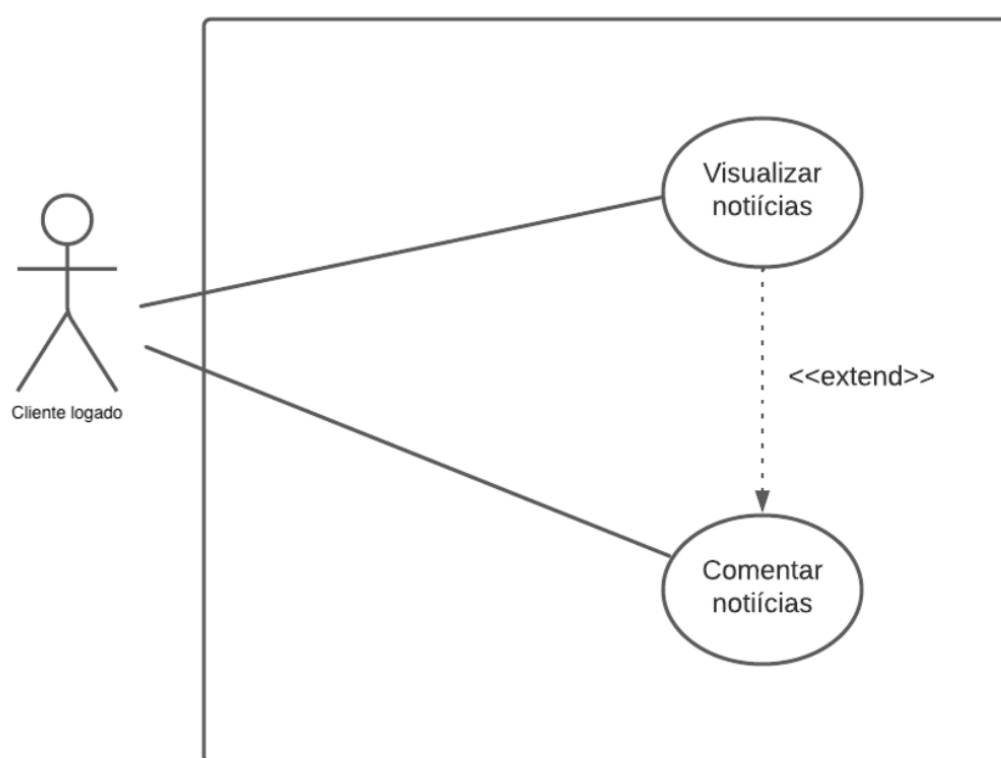 Visualizar
notiícias
<<extend>>
Cliente logado
Comentar
notiícias